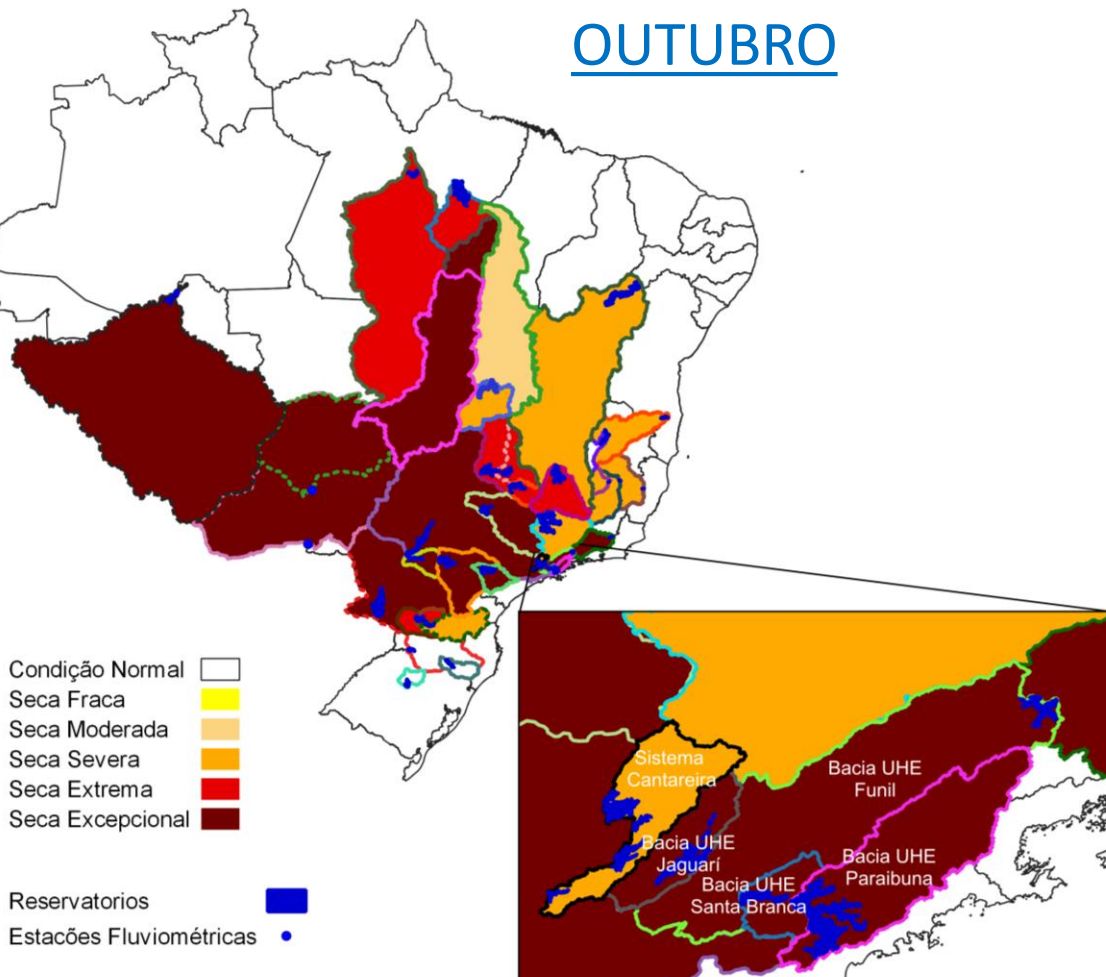 OUTUBRO
Condição Normal
Seca Fraca
Seca Moderada
Seca Severa
Seca Extrema
Seca Excepcional
Reservatorios
Estacões Fluviométricas
Sistema
Cantareira
Bacia UHE
Funil
Bacia UHE
Jaguarí
Bacia UHE
Paraibuna
Bacia UHE
Santa Branca